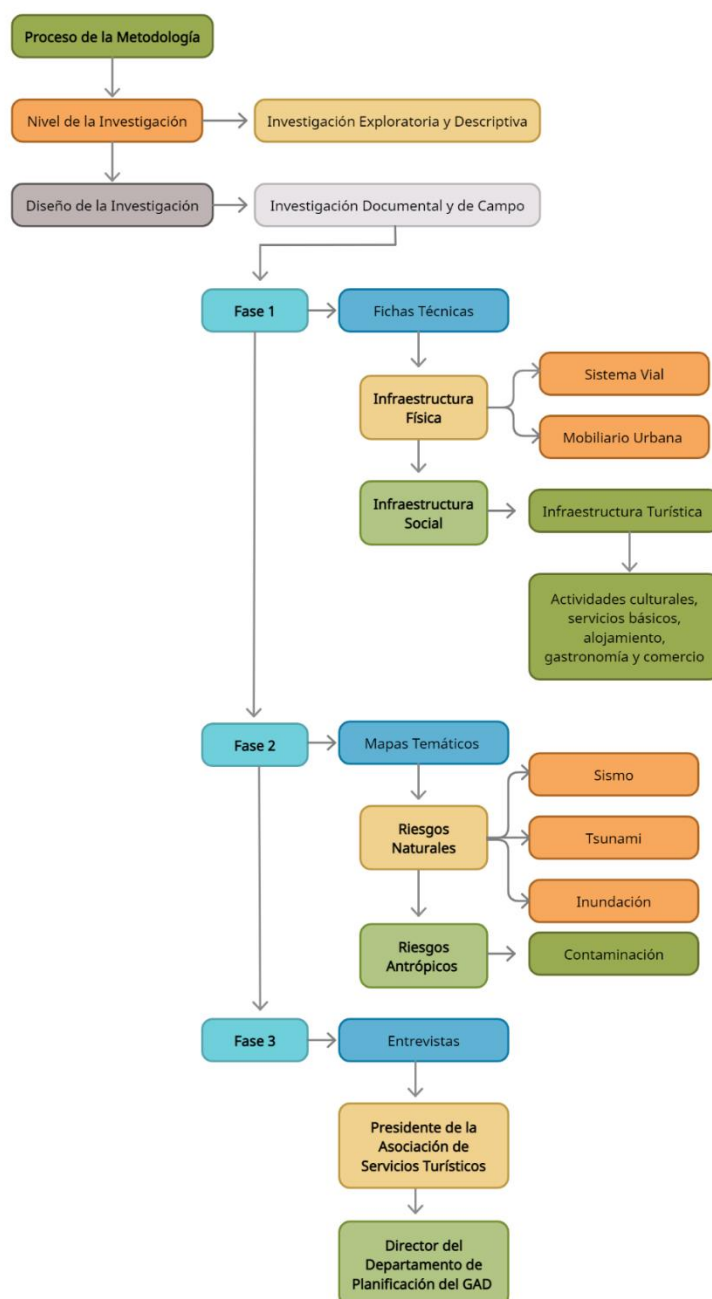 Proceso de la Metodología
Nivel de la Investigación
Investigación Exploratoria y Descriptiva
Diseño de la Investigación
Investigación Documental y de Campo
Fase 1
Fichas Técnicas
Infraestructura
Física
Sistema Vial
Mobiliario Urbana
Infraestructura
Social
Infraestructura Turística
Actividades culturales,
servicios básicos,
alojamiento,
gastronomía y comercio
Fase 2
Mapas Temáticos
Riesgos
Naturales
Sismo
Tsunami
Inundación
Riesgos
Antrópicos
Contaminación
Fase 3
Entrevistas
Presidente de la
Asociación de
Servicios Turísticos
Director del
Departamento de
Planificación del GAD